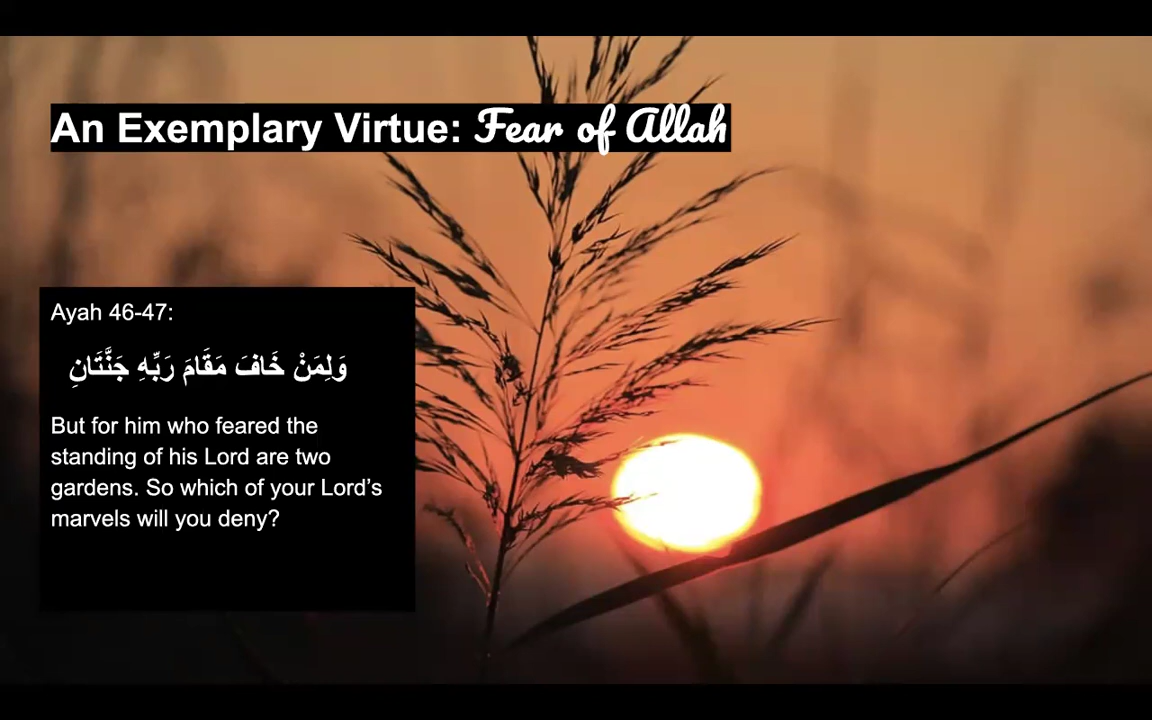 An Exemplary Virtue: Fear of Allah
Ayah 46-47:
وَلِمَنْ خَافَ مَقَامَ رَبِّهِ جَنَّتَانِ
But for him who feared the
standing of his Lord are two
gardens. So which of your Lord’s
marvels will you deny?